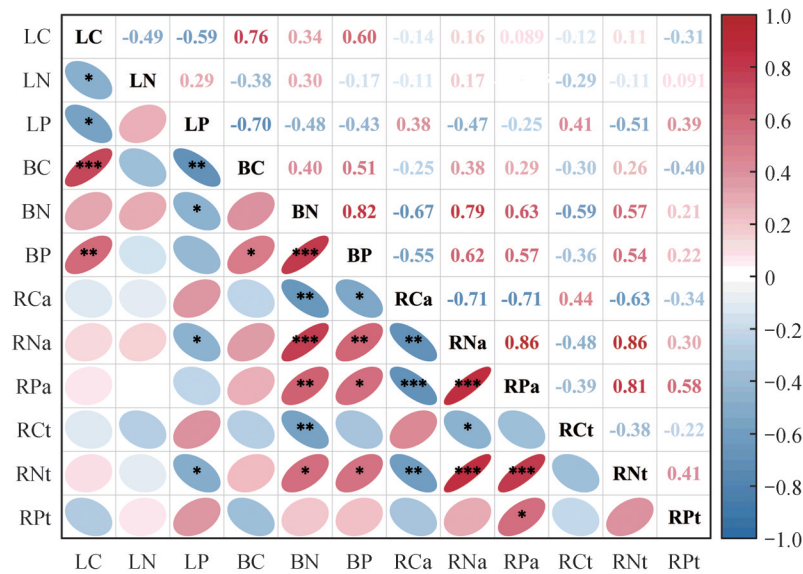 LC LC -0.49 -0.59 0.76 0.34 0.60 -0.14 0.16 0.089 -0.12 0.11 -0.31 1.0
LN * LN 0.29 -0.38 0.30 -0.17 -0.11 0.17 -0.29 -0.11 0.091 0.8
LP * LP -0.70 -0.48 -0.43 0.38 -0.47 -0.25 0.41 -0.51 0.39 0.6
BC *** ** BC 0.40 0.51 -0.25 0.38 0.29 -0.30 0.26 -0.40 0.4
BN * BN 0.82 -0.67 0.79 0.63 -0.59 0.57 0.21 0.2
BP ** * *** BP -0.55 0.62 0.57 -0.36 0.54 0.22 0
RCa ** * RCa -0.71 -0.71 0.44 -0.63 -0.34 -0.2
RNa * *** ** ** RNa 0.86 -0.48 0.86 0.30 -0.4
RPa ** * *** *** RPa -0.39 0.81 0.58
RCt ** * RCt -0.38 -0.22 -0.6
RNt * * * ** *** *** RNt 0.41 -0.8
RPt * RPt -1.0
LC LN LP BC BN BP RCa RNa RPa RCt RNt RPt